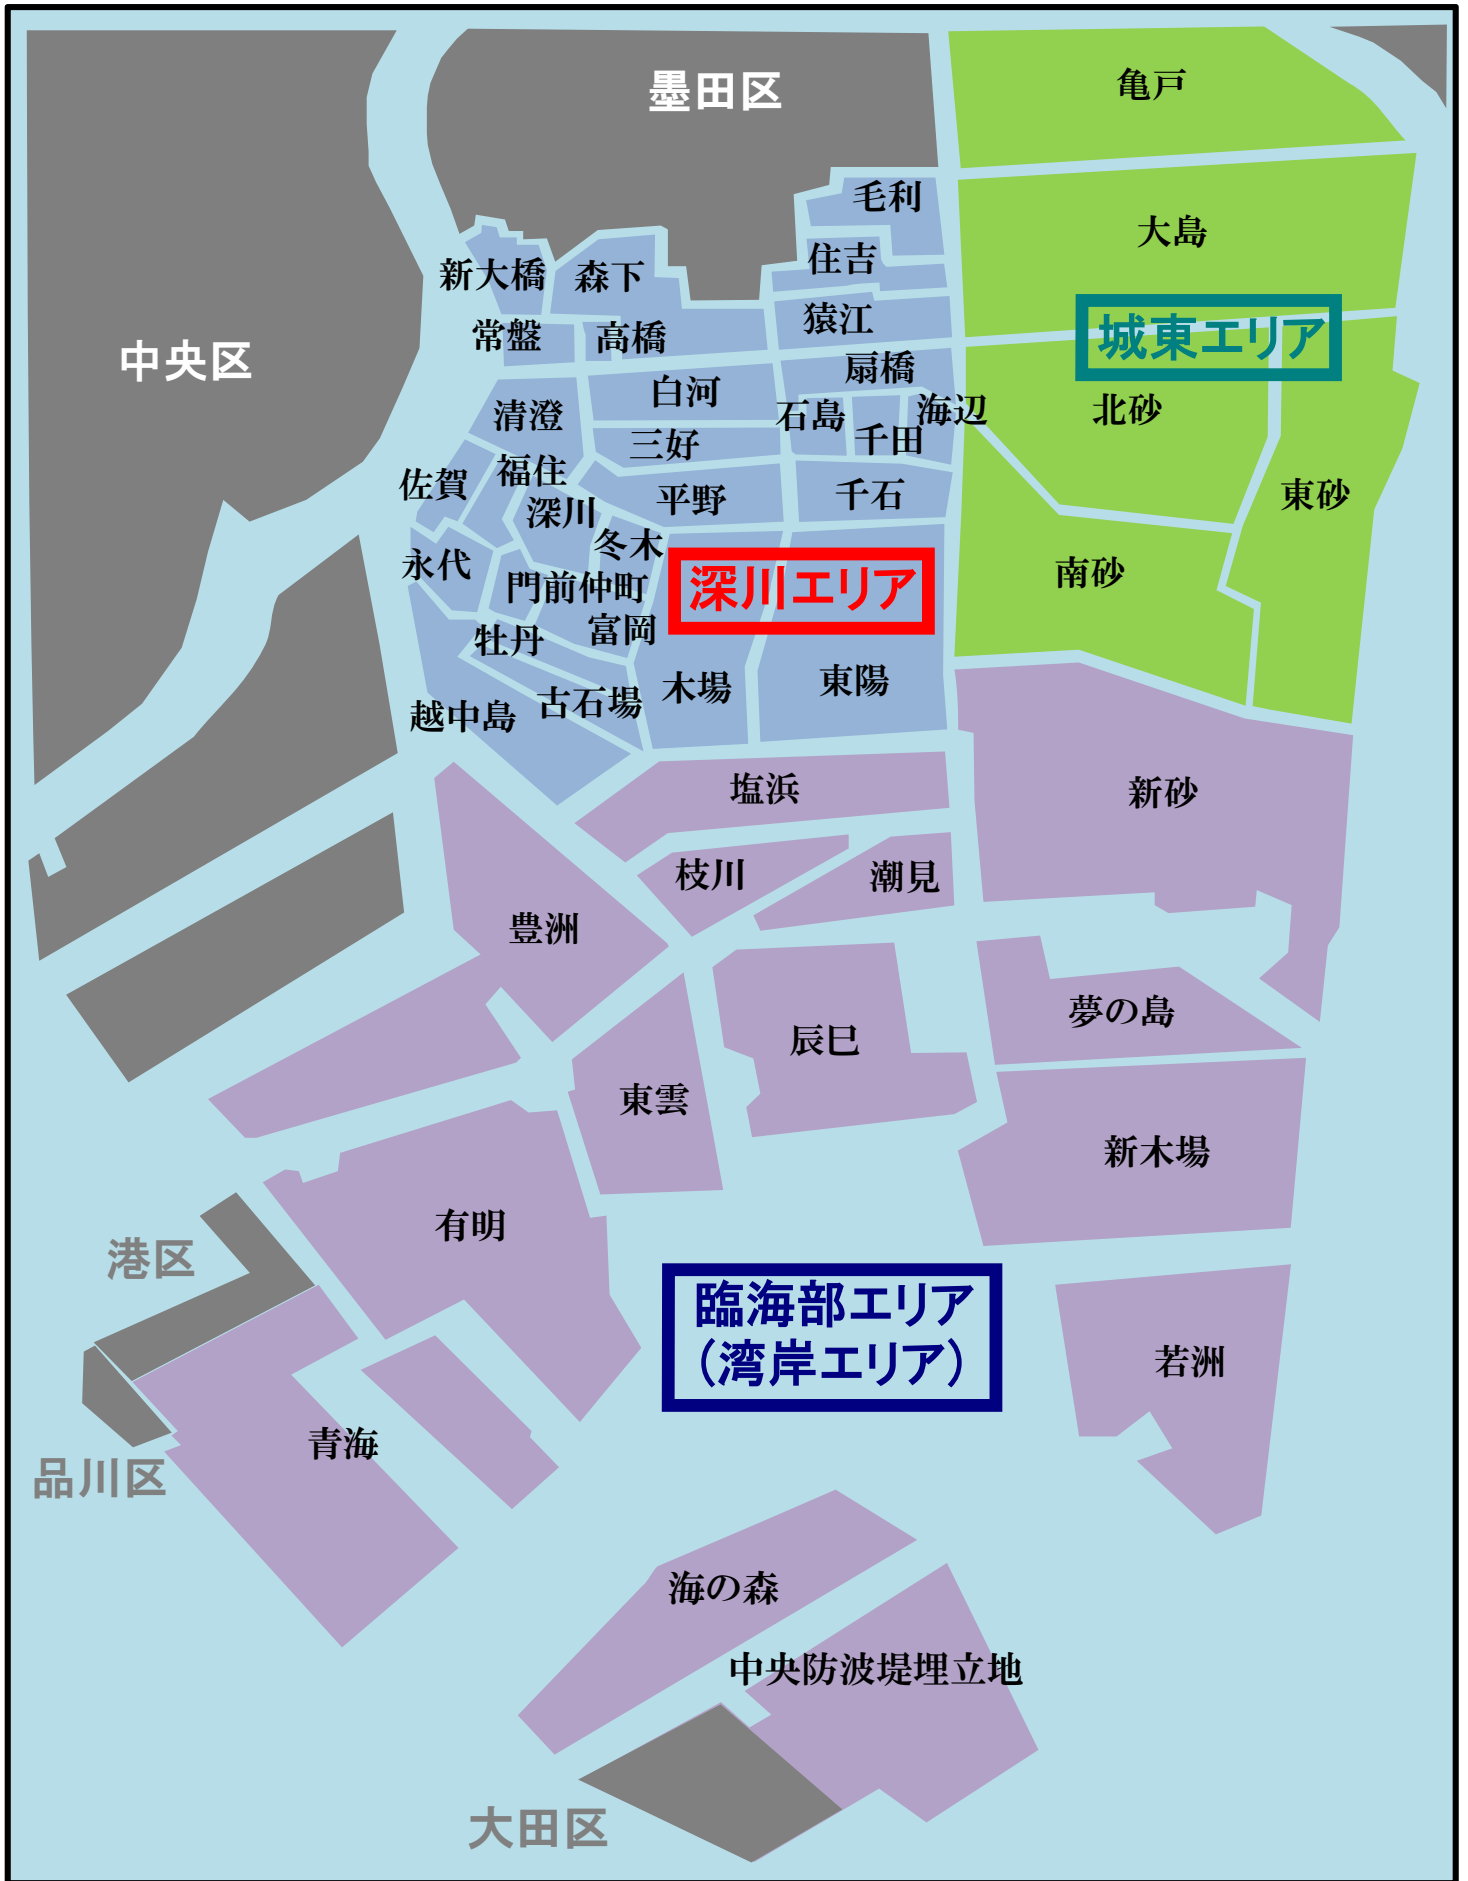 墨田区
亀戸
毛利
大島
住吉
新大橋
森下
猿江
常盤
高橋
城東エリア
中央区
扇橋
白河
清澄
石島
海辺
北砂
千田
三好
福住
佐賀
平野
千石
東砂
深川
冬木
永代
門前仲町
深川エリア
南砂
富岡
牡丹
東陽
木場
古石場
越中島
塩浜
新砂
枝川
潮見
豊洲
夢の島
辰巳
東雲
新木場
有明
港区
臨海部エリア
（湾岸エリア）
若洲
青海
品川区
海の森
中央防波堤埋立地
大田区